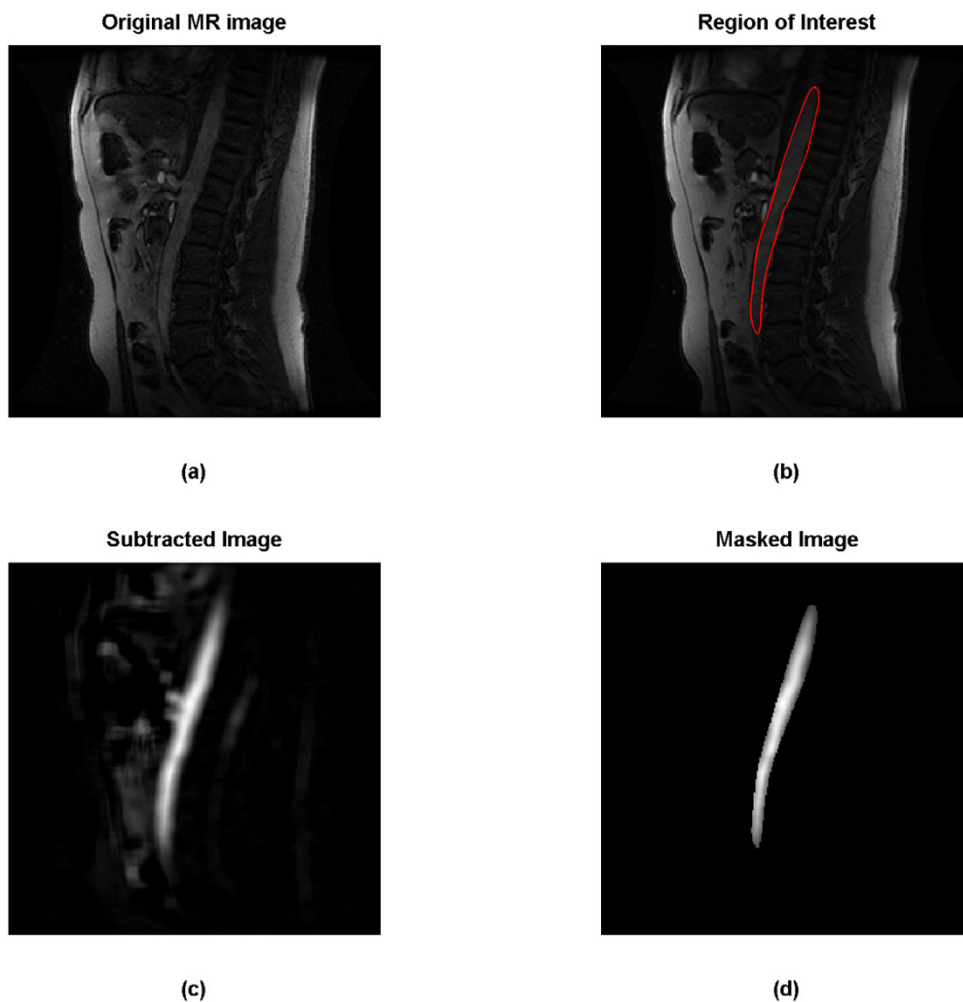 Original MR image
Region of Interest
(a)
(b)
Subtracted Image
Masked Image
(c)
(d)